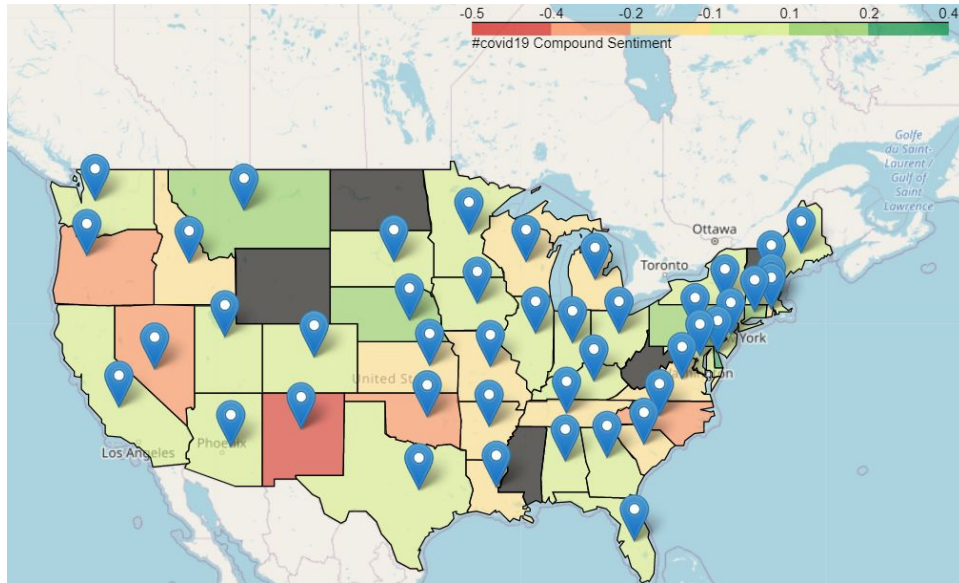 -0.5 -0.4 -0.2 -0.1 0.1 0.2 0.4
#covid19 Compound Sentiment
Golfe
du Saint-
Laurent /
Gulf of
Saint
Lawrence
Ottawa
Toronto
York
United
Los Angeles
Phoenix